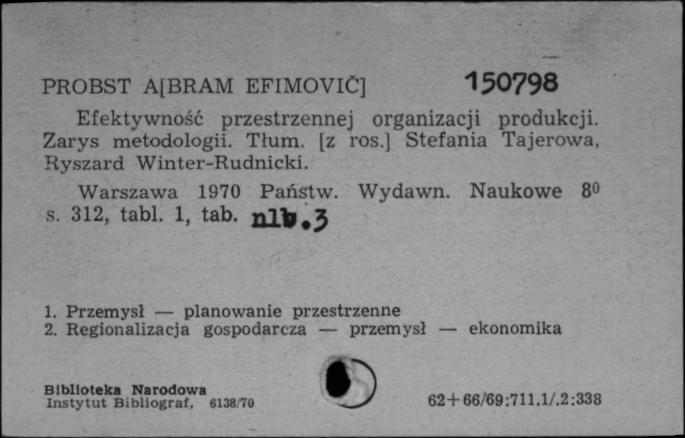 PROBST A[BRAM EFIMOVIČ] 150798
Efektywność przestrzennej organizacji produkcji.
Zarys metodologii. Tłum. [z ros.] Stefania Tajerowa,
Ryszard Winter-Rudnicki.
Warszawa 1970 Państw. Wydawn. Naukowe 8⁰
s. 312, tabl. 1, tab. nlb.3
1. Przemysł — planowanie przestrzenne
2. Regionalizacja gospodarcza — przemysł — ekonomika
Biblioteka Narodowa
Instytut Bibliograf. 6138/70
62+66/69:711.1/.2:338